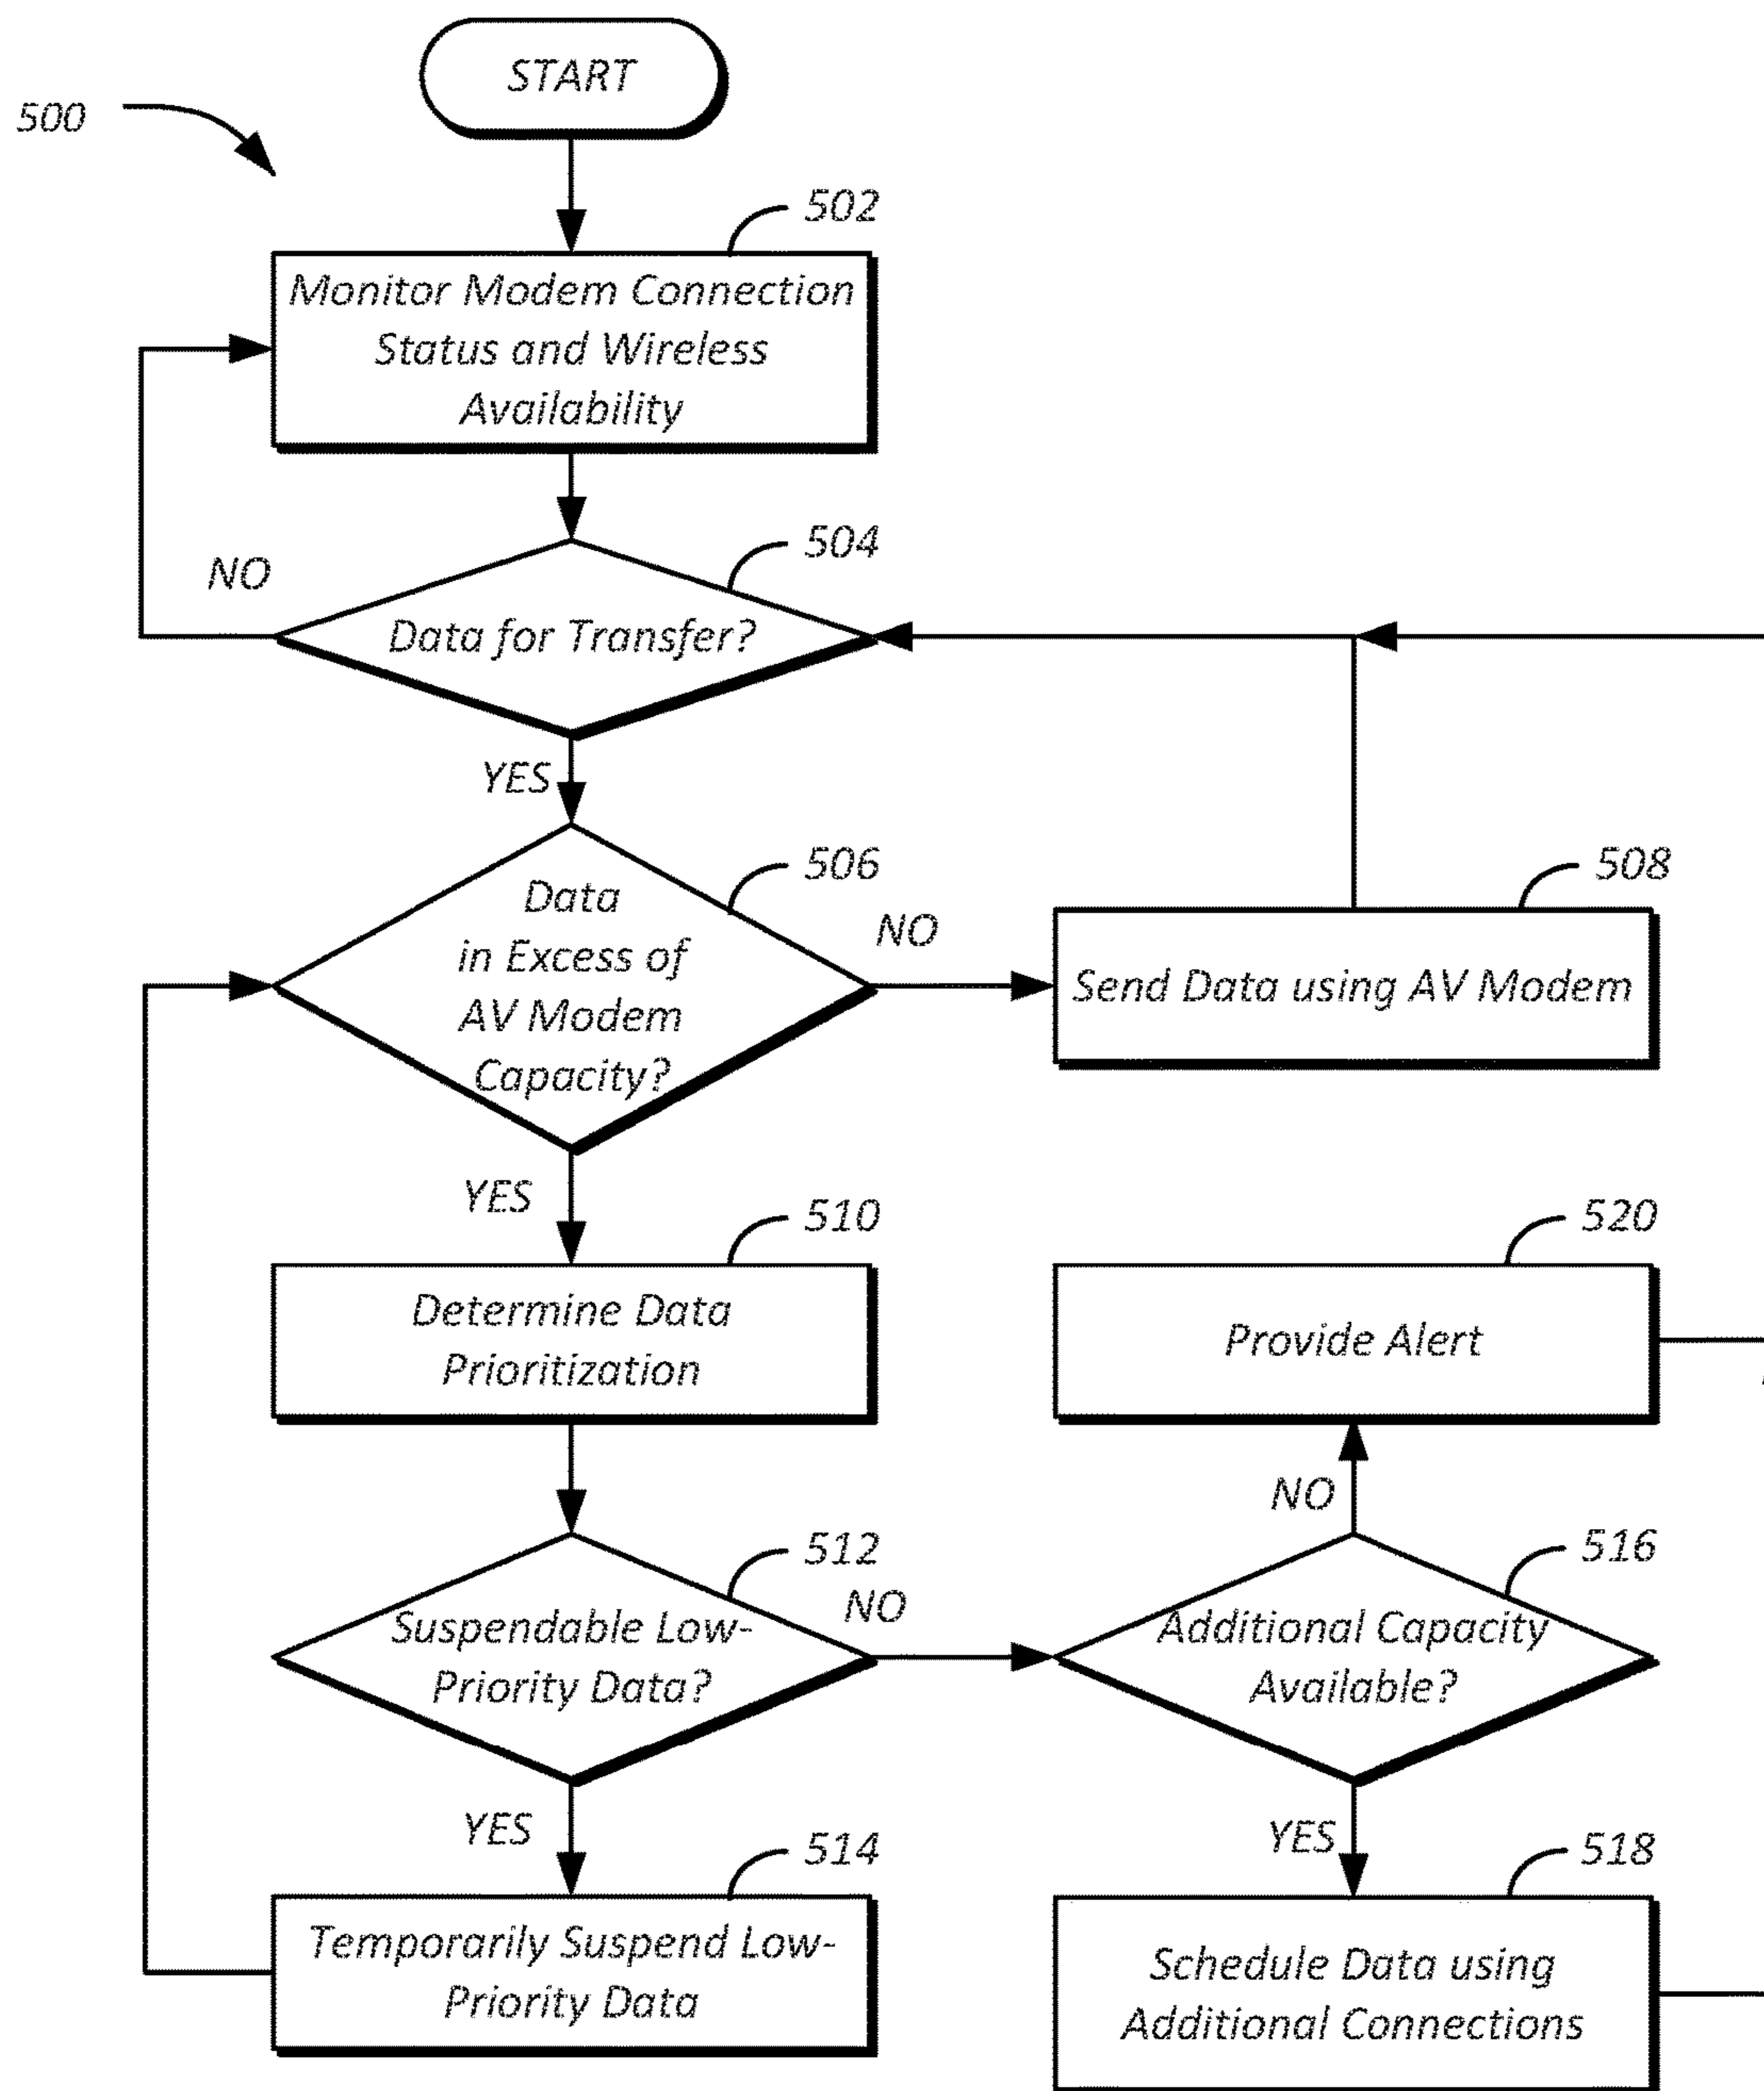 START
500
502
Monitor Modem Connection
Status and Wireless
Availability
504
NO
Data for Transfer?
YES
506
Data
in Excess of
AV Modem
Capacity?
NO
508
Send Data using AV Modem
YES
510
Determine Data
Prioritization
520
Provide Alert
NO
512
Suspendable Low-
Priority Data?
NO
516
Additional Capacity
Available?
YES
514
Temporarily Suspend Low-
Priority Data
YES
518
Schedule Data using
Additional Connections